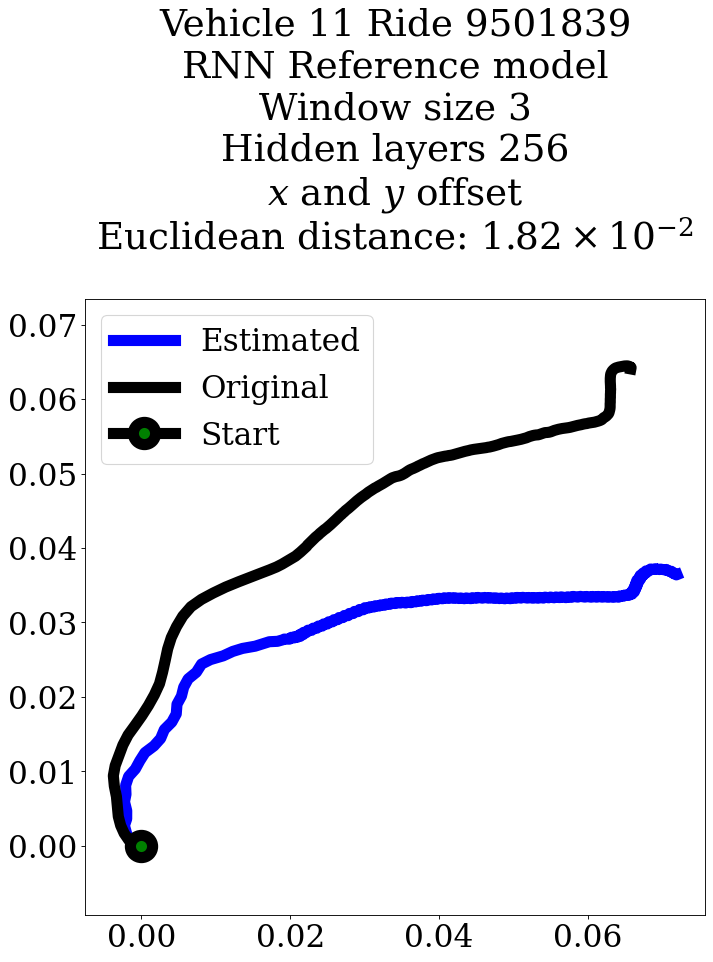 Vehicle 11 Ride 9501839
RNN Reference model
Window size 3
Hidden layers 256
x and y offset
Euclidean distance: 1.82 × 10⁻²
Estimated
Original
Start
0.07
0.06
0.05
0.04
0.03
0.02
0.01
0.00
0.00 0.02 0.04 0.06